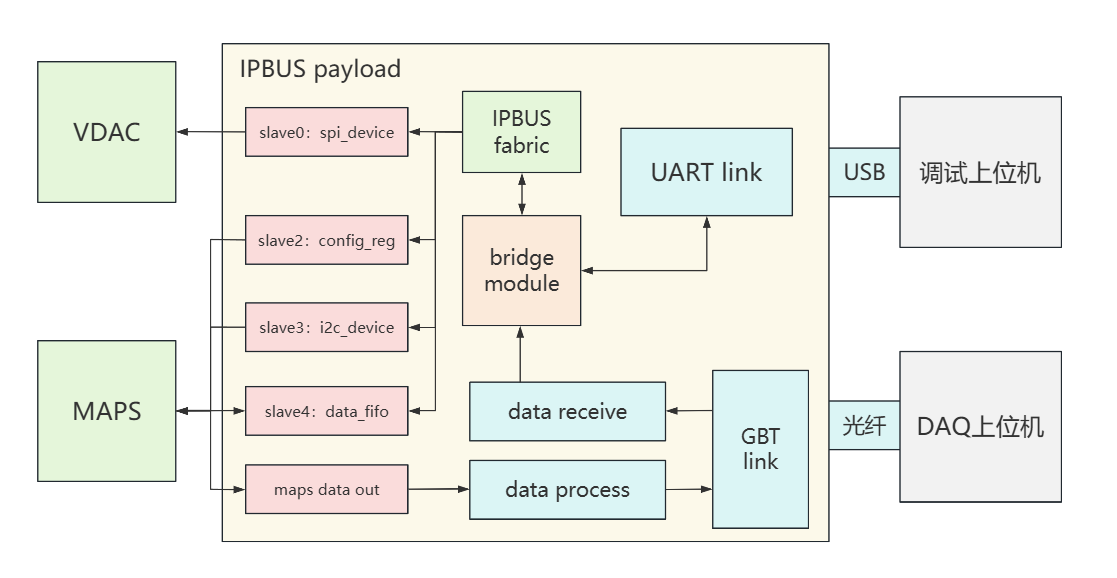 IPBUS payload
VDAC
slave0：spi_device
IPBUS
fabric
UART link
USB
调试上位机
slave2：config_reg
bridge
module
slave3：i2c_device
MAPS
slave4：data_fifo
data receive
GBT
link
光纤
DAQ上位机
maps data out
data process